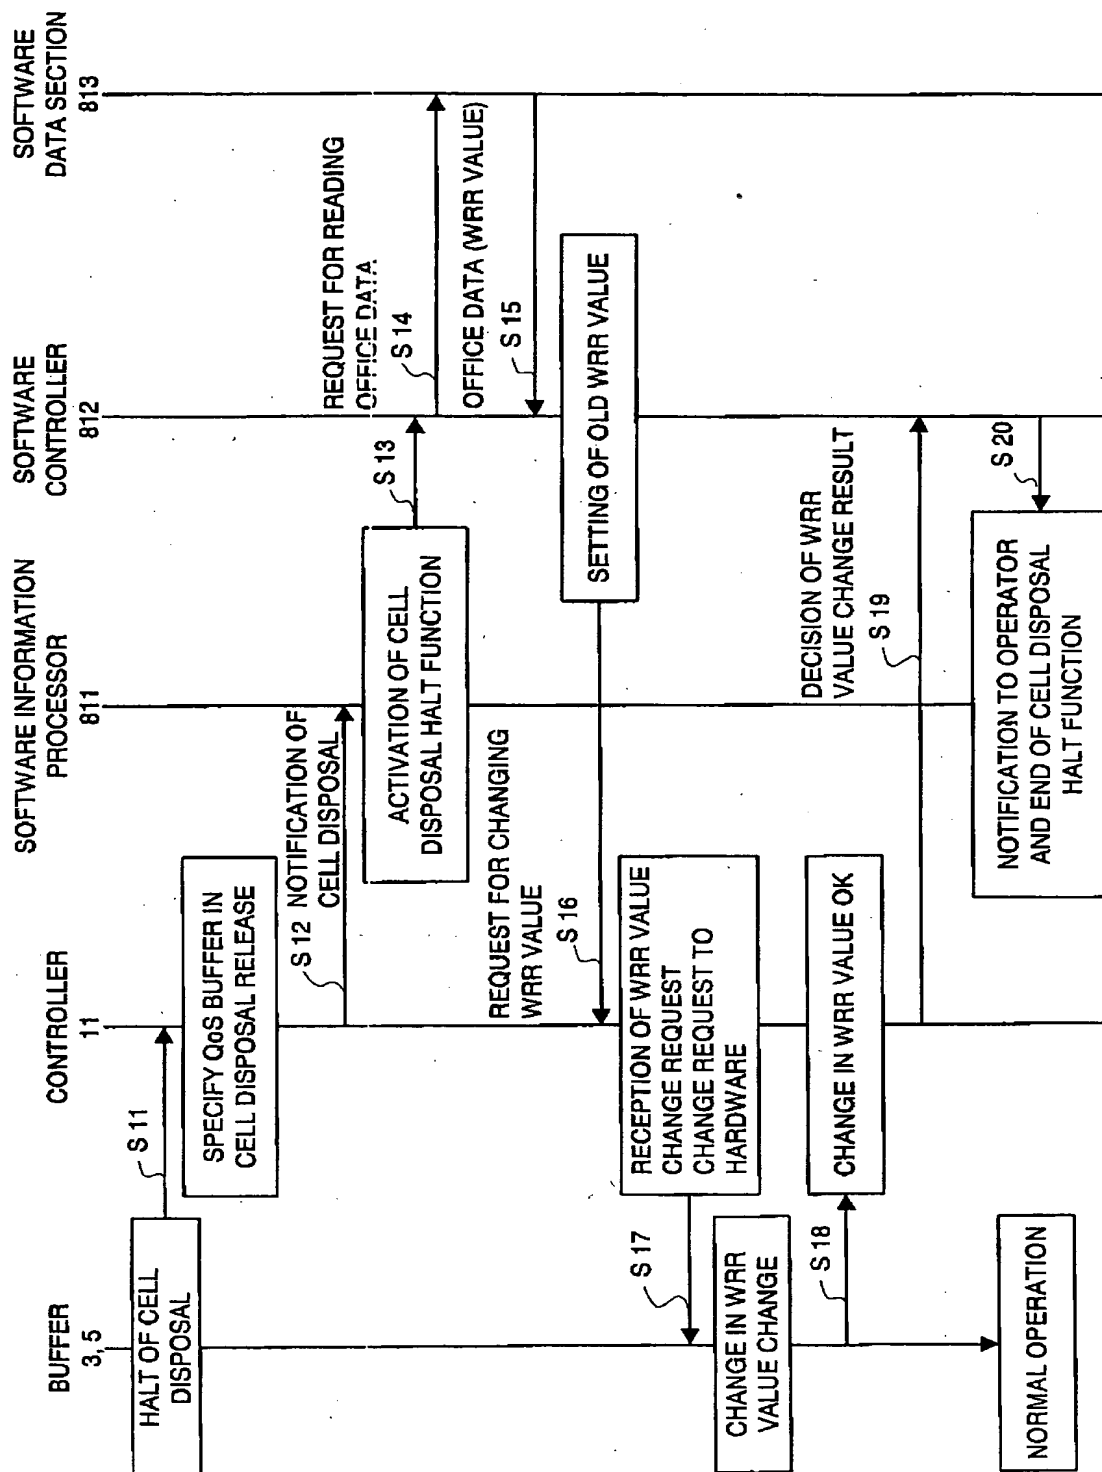 BUFFER
3, 5
CONTROLLER
11
SOFTWARE INFORMATION
PROCESSOR
811
SOFTWARE
CONTROLLER
812
SOFTWARE
DATA SECTION
813
HALT OF CELL
DISPOSAL
S 11
SPECIFY QoS BUFFER IN
CELL DISPOSAL RELEASE
S 12 NOTIFICATION OF
CELL DISPOSAL
ACTIVATION OF CELL
DISPOSAL HALT FUNCTION
S 13
REQUEST FOR READING
OFFICE DATA
S 14
OFFICE DATA (WRR VALUE)
S 15
SETTING OF OLD WRR VALUE
REQUEST FOR CHANGING
WRR VALUE
S 16
RECEPTION OF WRR VALUE
CHANGE REQUEST
CHANGE REQUEST TO
HARDWARE
S 17
CHANGE IN WRR
VALUE CHANGE
S 18
CHANGE IN WRR VALUE OK
DECISION OF WRR
VALUE CHANGE RESULT
S 19
S 20
NOTIFICATION TO OPERATOR
AND END OF CELL DISPOSAL
HALT FUNCTION
NORMAL OPERATION